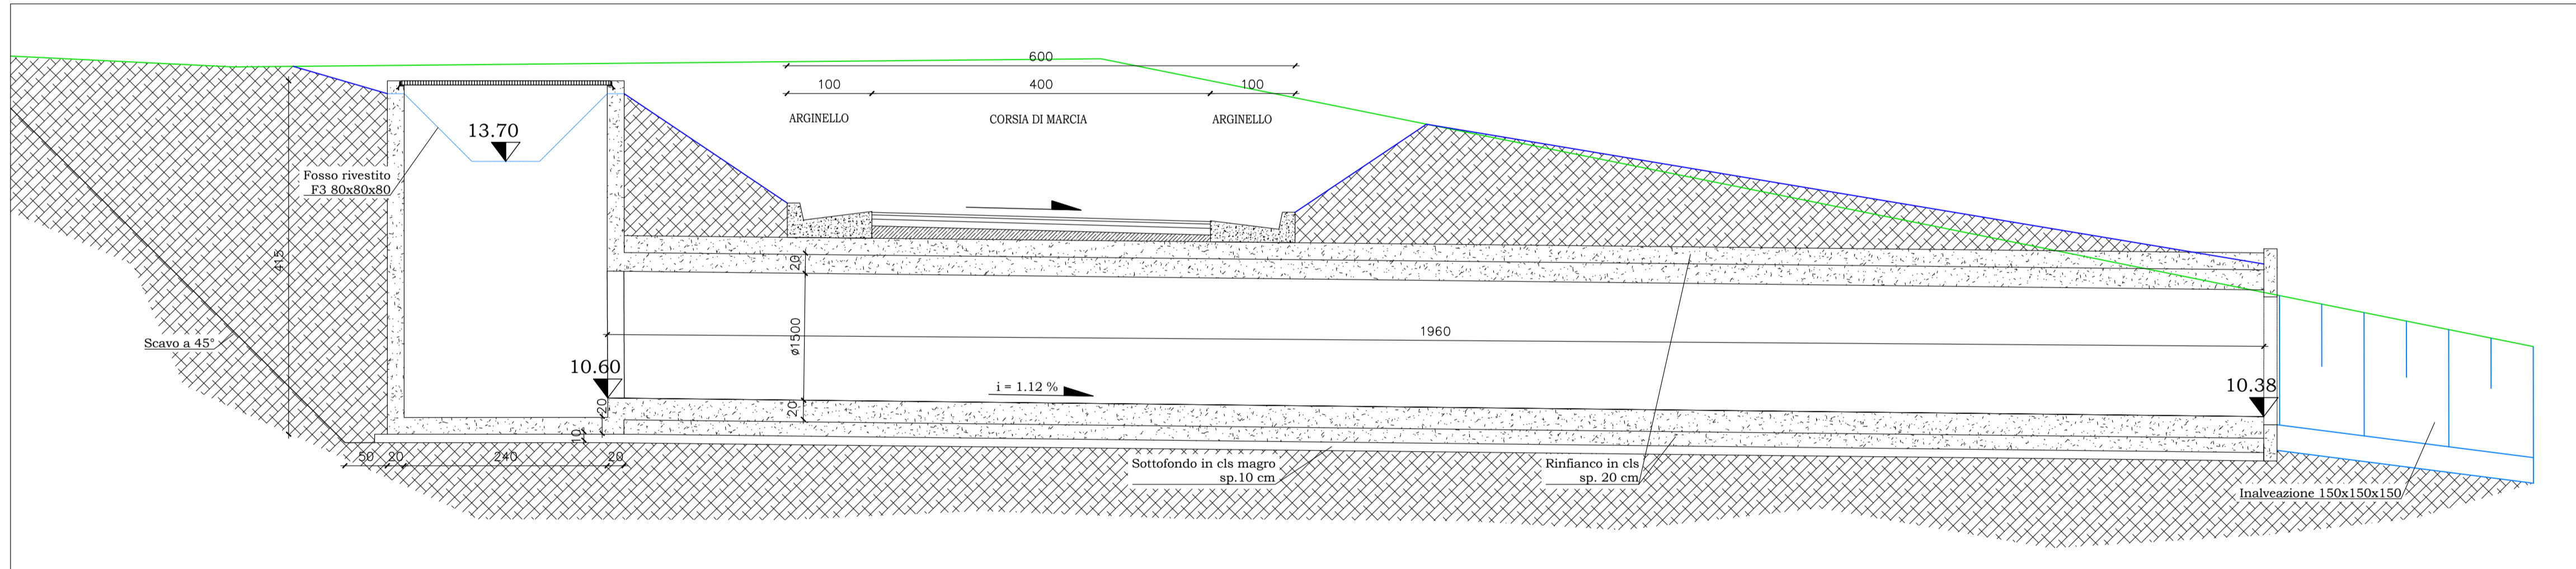 600
100
400
100
ARGINELLO
CORSIA DI MARCIA
ARGINELLO
13.70
Fosso rivestito
F3 80x80x80
415
Scavo a 45°
20
ø1500
20
1960
10.60
i = 1.12 %
10.38
20
10
50
20
240
20
Sottofondo in cls magro
sp.10 cm
Rinfianco in cls
sp. 20 cm
Inalveazione 150x150x150